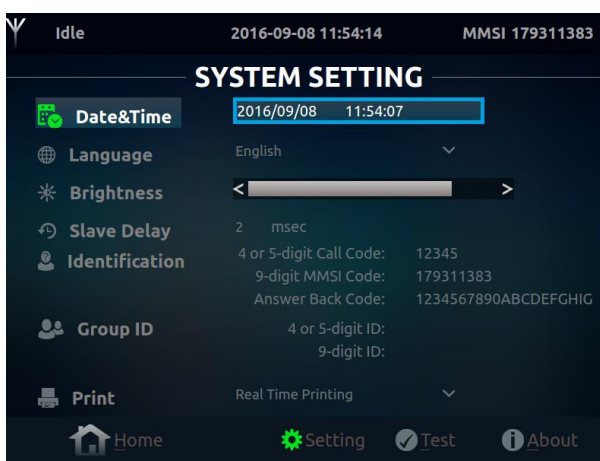 Idle 2016-09-08 11:54:14 MMSI 179311383
SYSTEM SETTING
Date&Time 2016/09/08 11:54:07
Language English
Brightness < >
Slave Delay 2 msec
Identification 4 or 5-digit Call Code: 12345
9-digit MMSI Code: 179311383
Answer Back Code: 1234567890ABCDEFGHIG
Group ID 4 or 5-digit ID:
9-digit ID:
Print Real Time Printing
Home Setting Test About